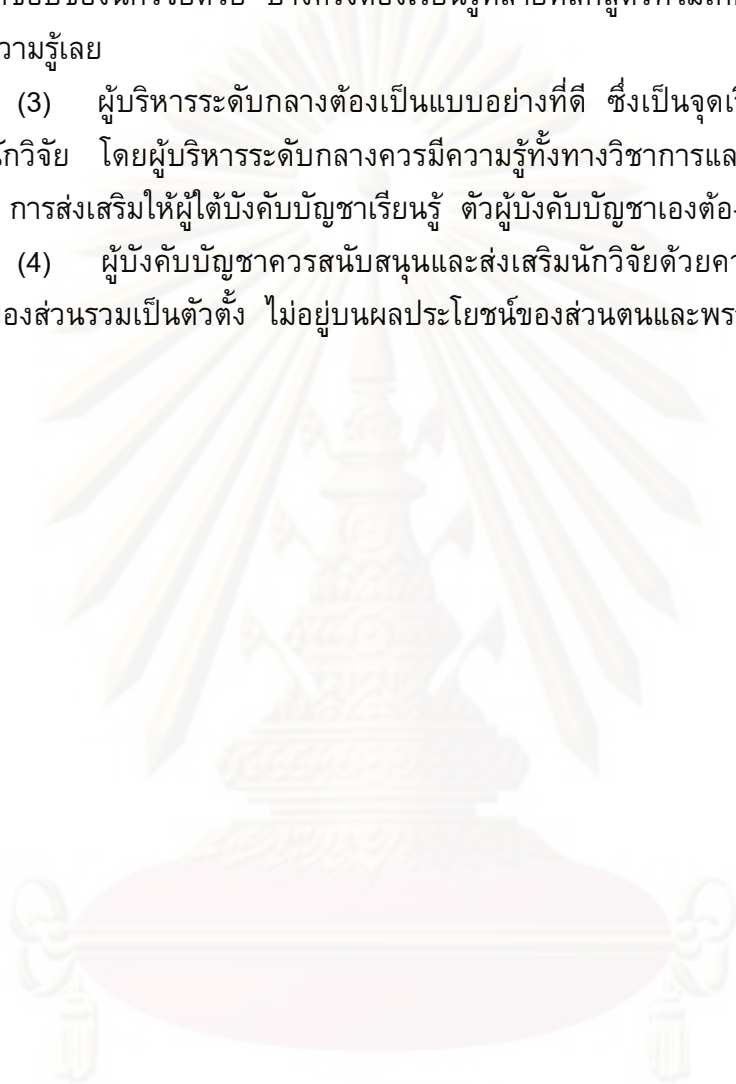 วามรู้เลย
(3) ผู้บริหารระดับกลางต้องเป็นแบบอย่างที่ดี ซึ่งเป็นจุดเ
ักวิจัย โดยผู้บริหารระดับกลางควรมีความรู้ทั้งทางวิชาการและ
การส่งเสริมให้ผู้ใต้บังคับบัญชาเรียนรู้ ตัวผู้บังคับบัญชาเองต้อง
(4) ผู้บังคับบัญชาควรสนับสนุนและส่งเสริมนักวิจัยด้วยคว
องส่วนรวมเป็นตัวตั้ง ไม่อยู่บนผลประโยชน์ของส่วนตนและพร